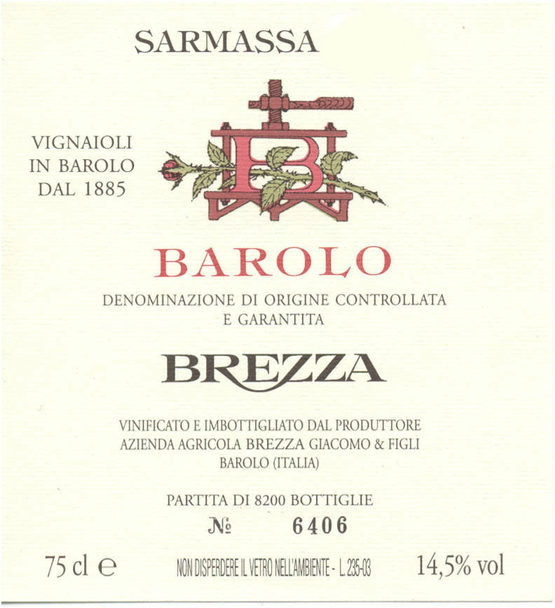 SARMASSA
VIGNAIOLI
IN BAROLO
DAL 1885
B
BAROLO
DENOMINAZIONE DI ORIGINE CONTROLLATA
E GARANTITA
BREZZA
VINIFICATO E IMBOTTIGLIATO DAL PRODUTTORE
AZIENDA AGRICOLA BREZZA GIACOMO & FIGLI
BAROLO (ITALIA)
PARTITA DI 8200 BOTTIGLIE
№ 6406
75 cl e NON DISPERDERE IL VETRO NELL'AMBIENTE - L. 235-03 14,5% vol